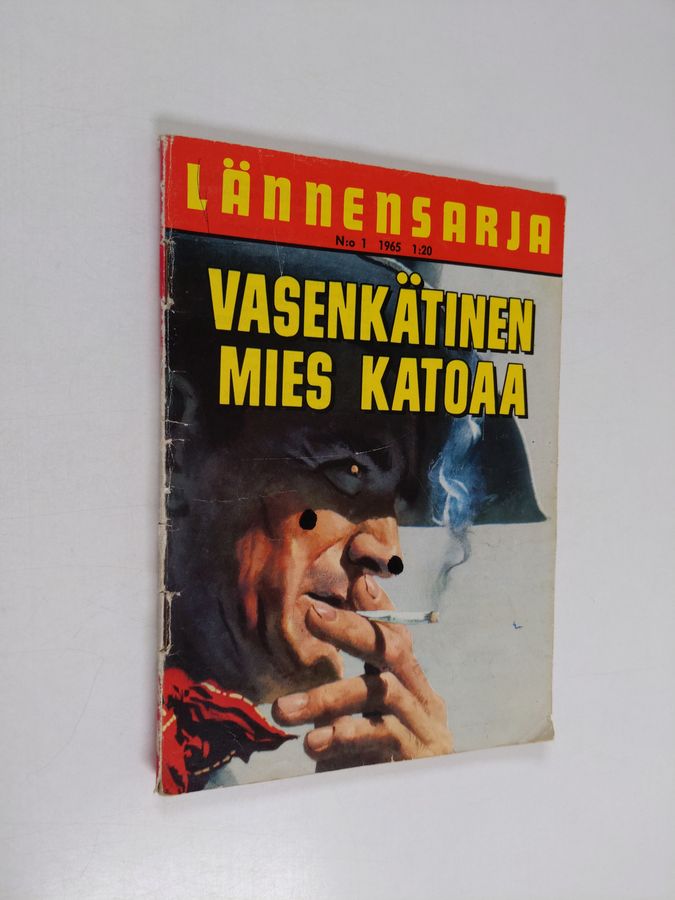 LÄNNENSARJA
N:o 1 1965 1:20
VASENKÄTINEN
MIES KATOAA